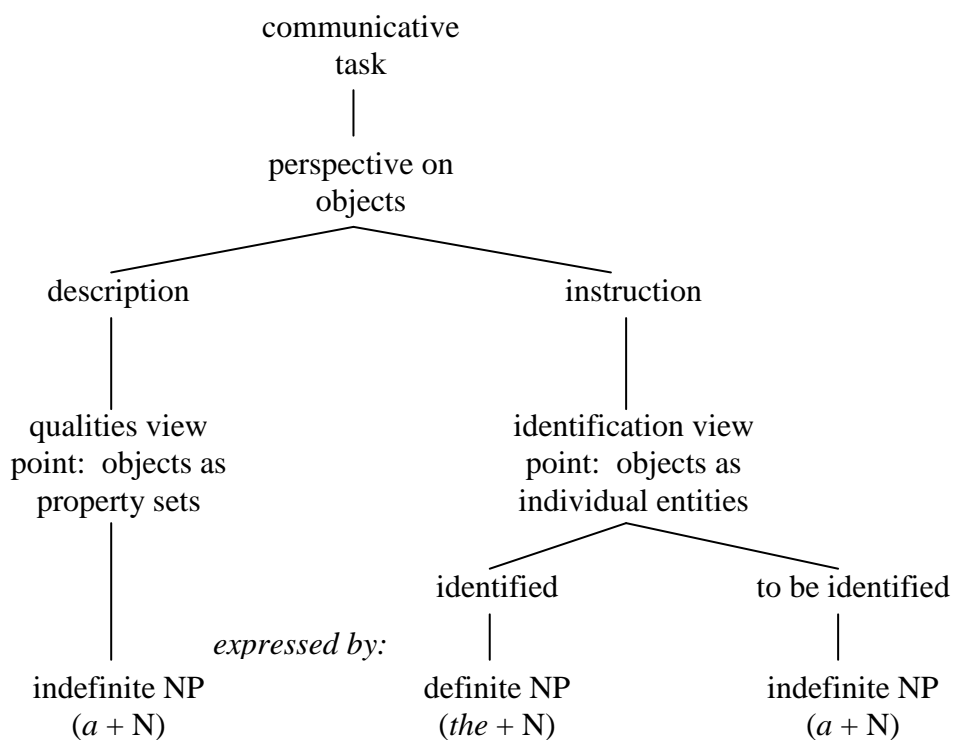 communicative
task
perspective on
objects
description
instruction
qualities view
point: objects as
property sets
identification view
point: objects as
individual entities
identified
to be identified
expressed by:
indefinite NP
(a + N)
definite NP
(the + N)
indefinite NP
(a + N)